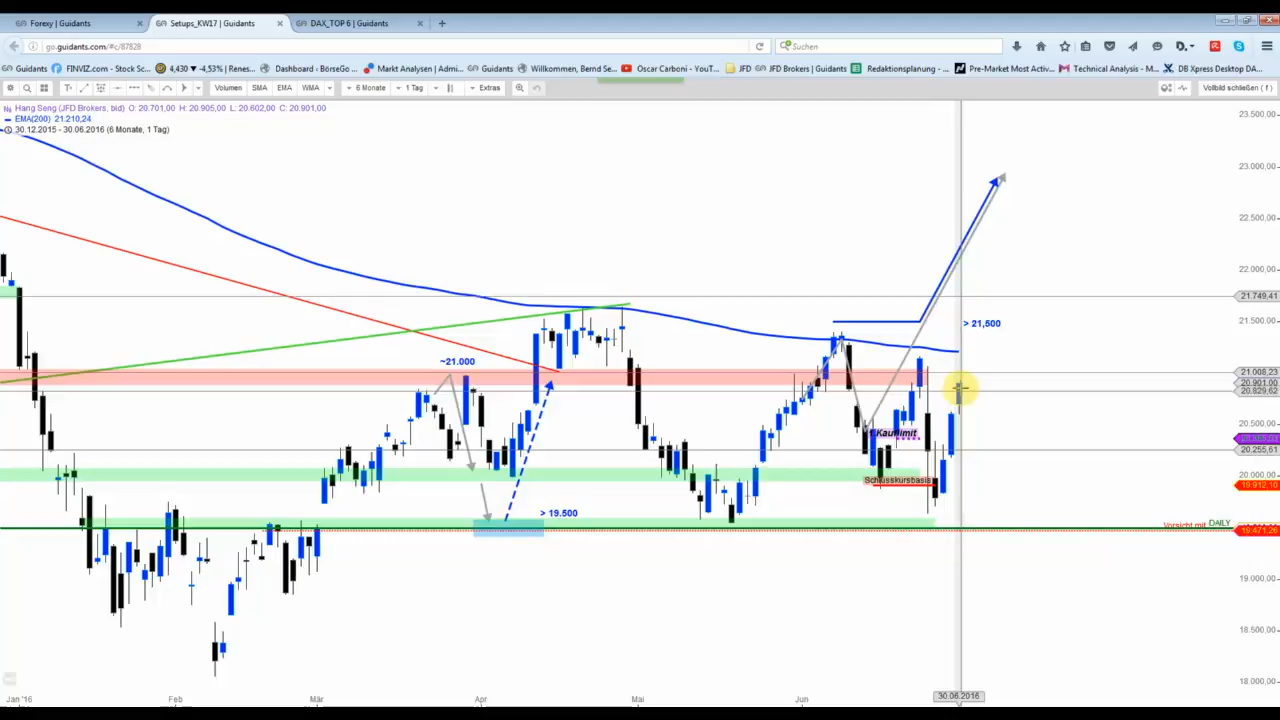 Forexy | Guidants
Setups_KW17 | Guidants
DAX_TOP 6 | Guidants
go.guidants.com/#c/87828
Suchen
Guidants
FINVIZ.com - Stock Sc...
4,430 ▾ -4,53% | Renes...
Dashboard - BörseGo ...
Markt Analysen | Admi...
Guidants
Willkommen, Bernd Se...
Oscar Carboni - YouT...
JFD
JFD Brokers | Guidants
Redaktionsplanung - ...
Pre-Market Most Activ...
Technical Analysis - M...
DB Xpress Desktop DA...
Volumen
SMA
EMA
WMA
6 Monate
1 Tag
Extras
Vollbild schließen ( f )
Hang Seng (JFD Brokers, bid) O: 20.701,00 H: 20.905,00 L: 20.602,00 C: 20.901,00
EMA(200) 21.210,24
30.12.2015 - 30.06.2016 (6 Monate, 1 Tag)
23.500,00
23.000,00
22.500,00
22.000,00
21.749,41
21.500,00
> 21,500
~21.000
21.008,23
20.901,00
20.829,62
20.500,00
Kauflimit
20.255,61
20.000,00
Schlusskursbasis
19.912,10
> 19.500
Vorsicht mit
DAILY
19.471,26
19.000,00
18.500,00
18.000,00
Jan '16
Feb
Mär
Apr
Mai
Jun
30.06.2016